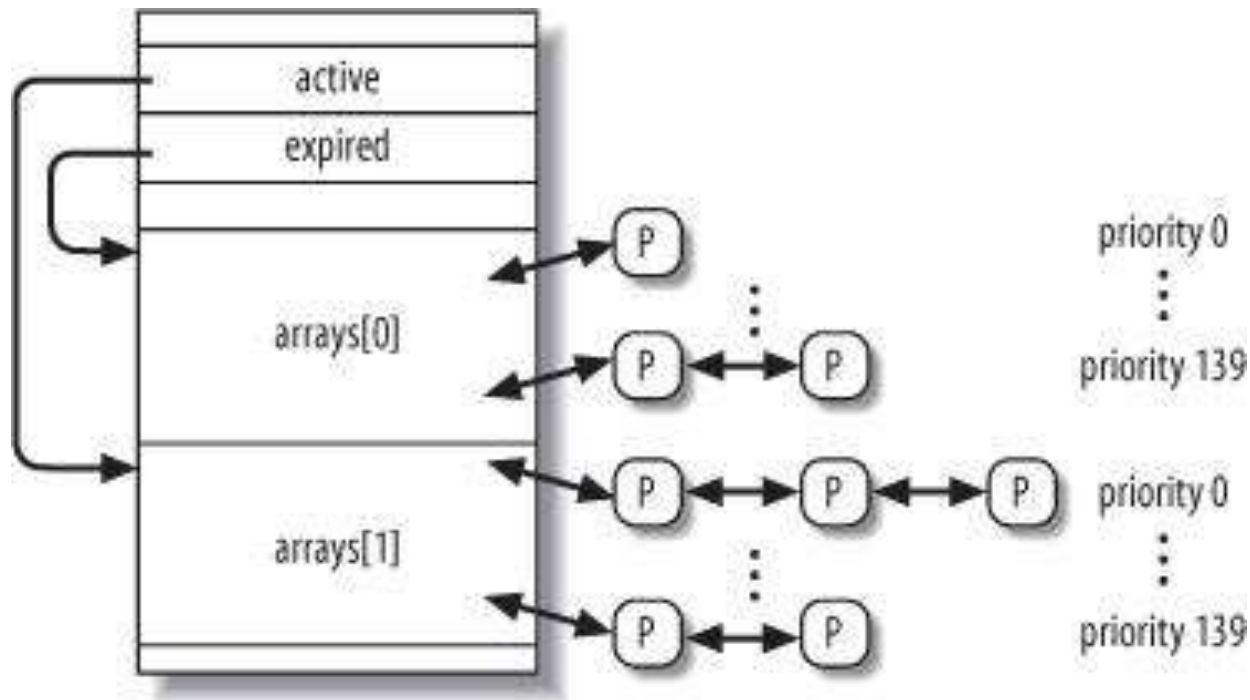 active
expired
P
priority 0
arrays[0]
P P
priority 139
P P P
priority 0
arrays[1]
P P
priority 139